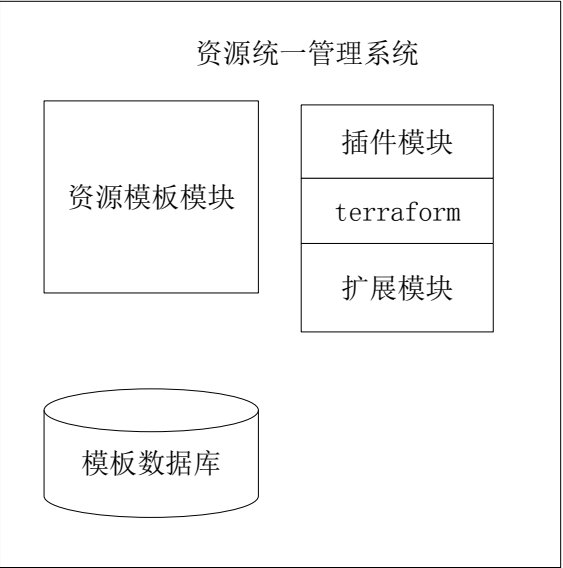 资源统一管理系统
资源模板模块
插件模块
terraform
扩展模块
模板数据库